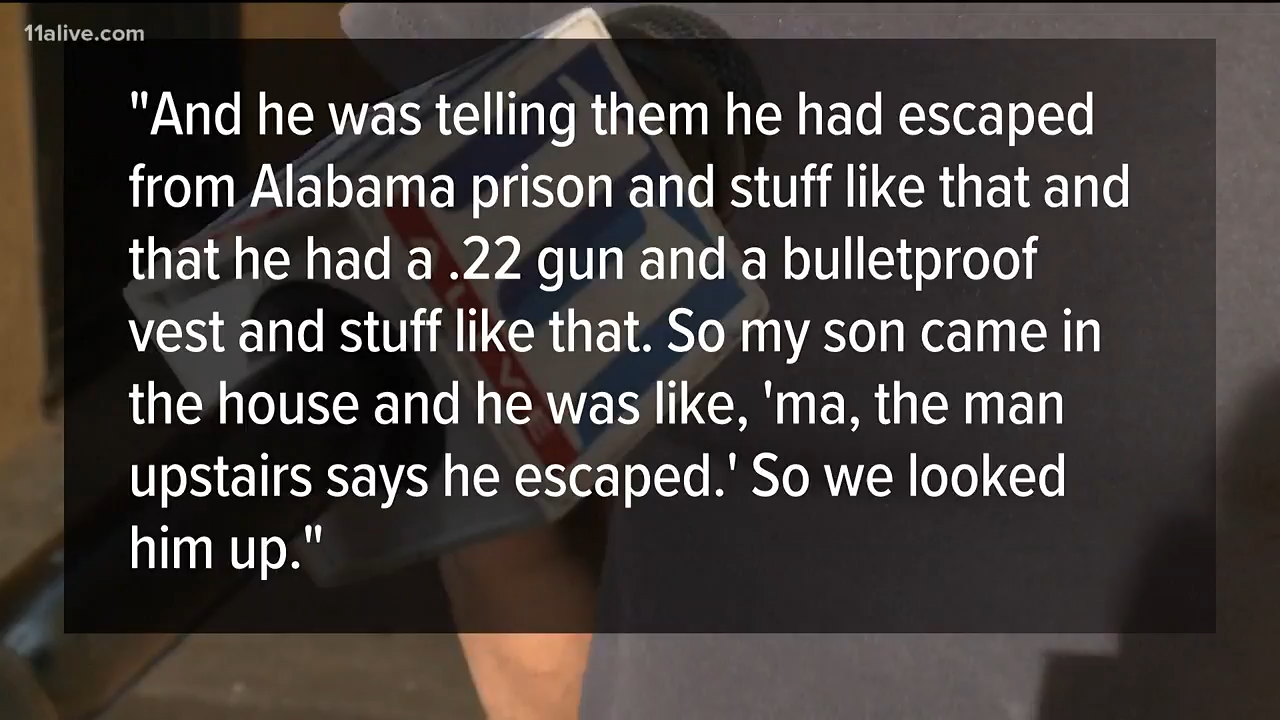 11alive.com
"And he was telling them he had escaped
from Alabama prison and stuff like that and
that he had a .22 gun and a bulletproof
vest and stuff like that. So my son came in
the house and he was like, 'ma, the man
upstairs says he escaped.' So we looked
him up."
11
ALIVE